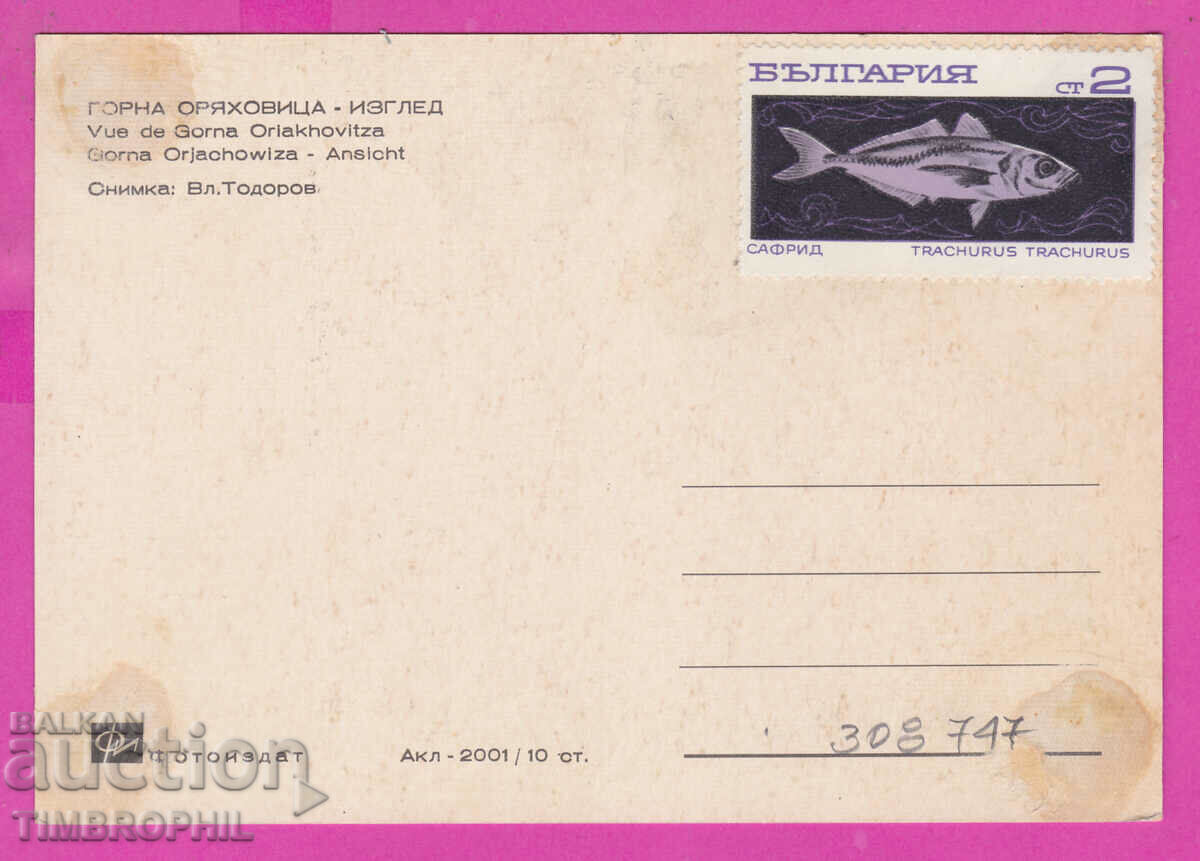 ГОРНА ОРЯХОВИЦА - ИЗГЛЕД
Vue de Gorna Oriakhovitza
Gorna Orjachowiza - Ansicht
Снимка: Вл.Тодоров
БЪЛГАРИЯ ст 2
САФРИД TRACHURUS TRACHURUS
308 747
Фотоиздат Акл - 2001 / 10 ст.
BALKAN
auction
TIMBROPHIL